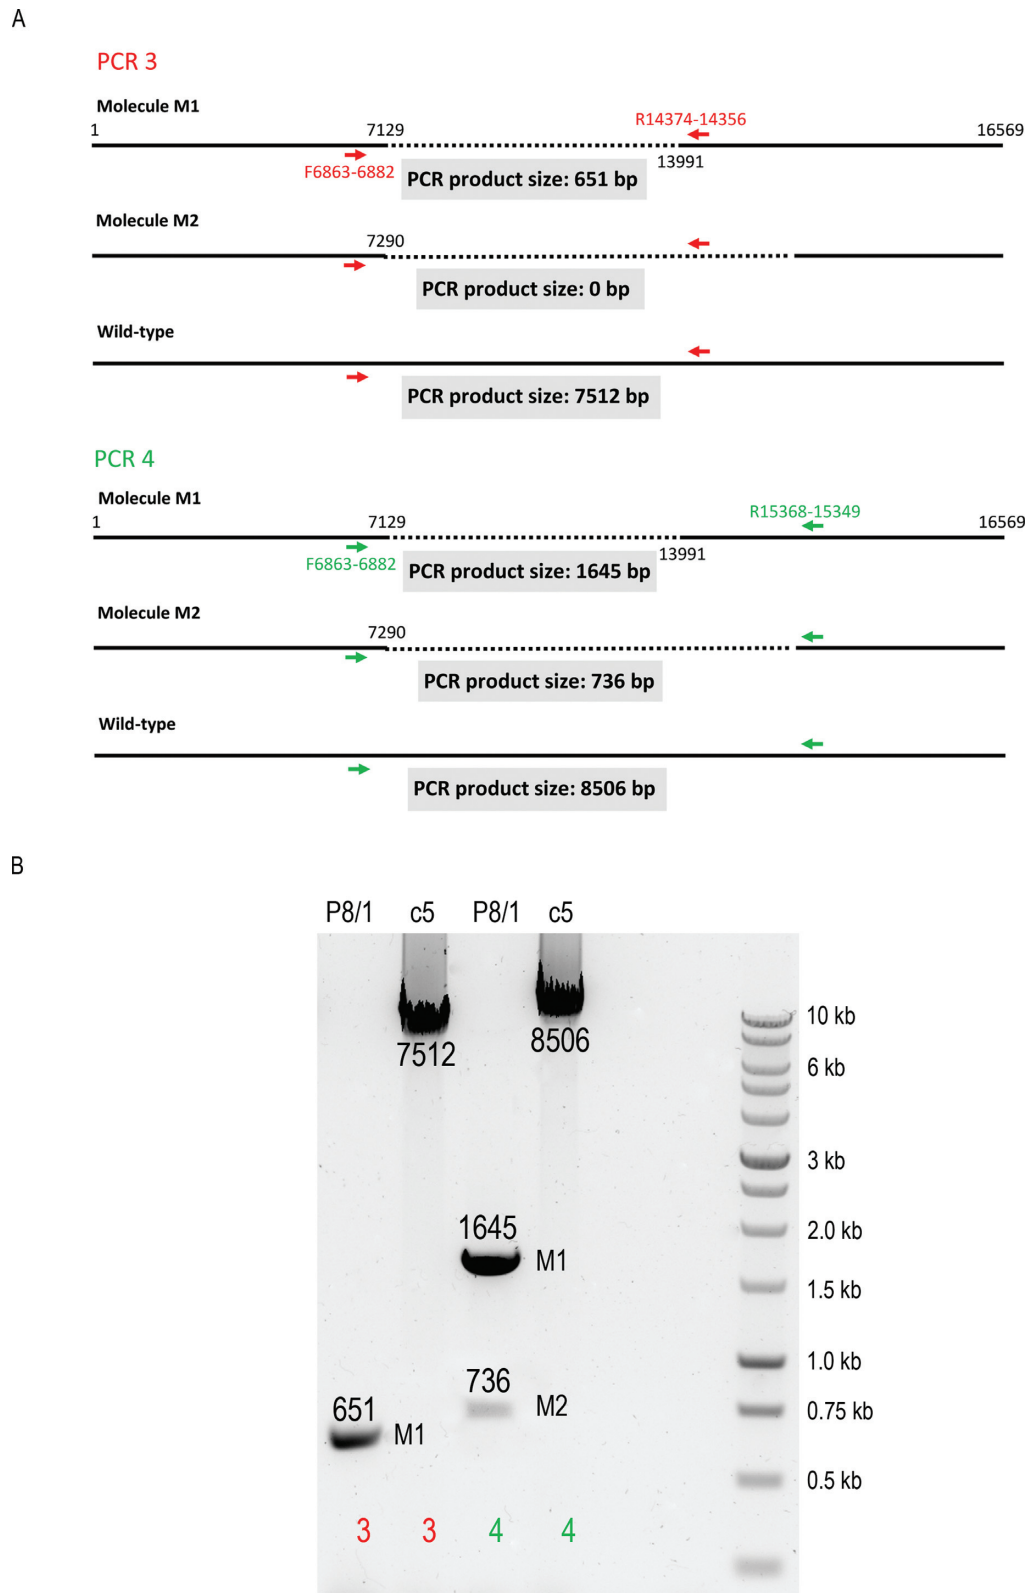 A
PCR 3
Molecule M1
R14374-14356
1 7129 16569
13991
F6863-6882
PCR product size: 651 bp
Molecule M2
7290
PCR product size: 0 bp
Wild-type
PCR product size: 7512 bp
PCR 4
Molecule M1
R15368-15349
1 7129 16569
13991
F6863-6882
PCR product size: 1645 bp
Molecule M2
7290
PCR product size: 736 bp
Wild-type
PCR product size: 8506 bp
B
P8/1 c5 P8/1 c5
10 kb
7512 8506
6 kb
3 kb
1645
2.0 kb
M1
1.5 kb
1.0 kb
736
651 M2 0.75 kb
M1
0.5 kb
3 3 4 4